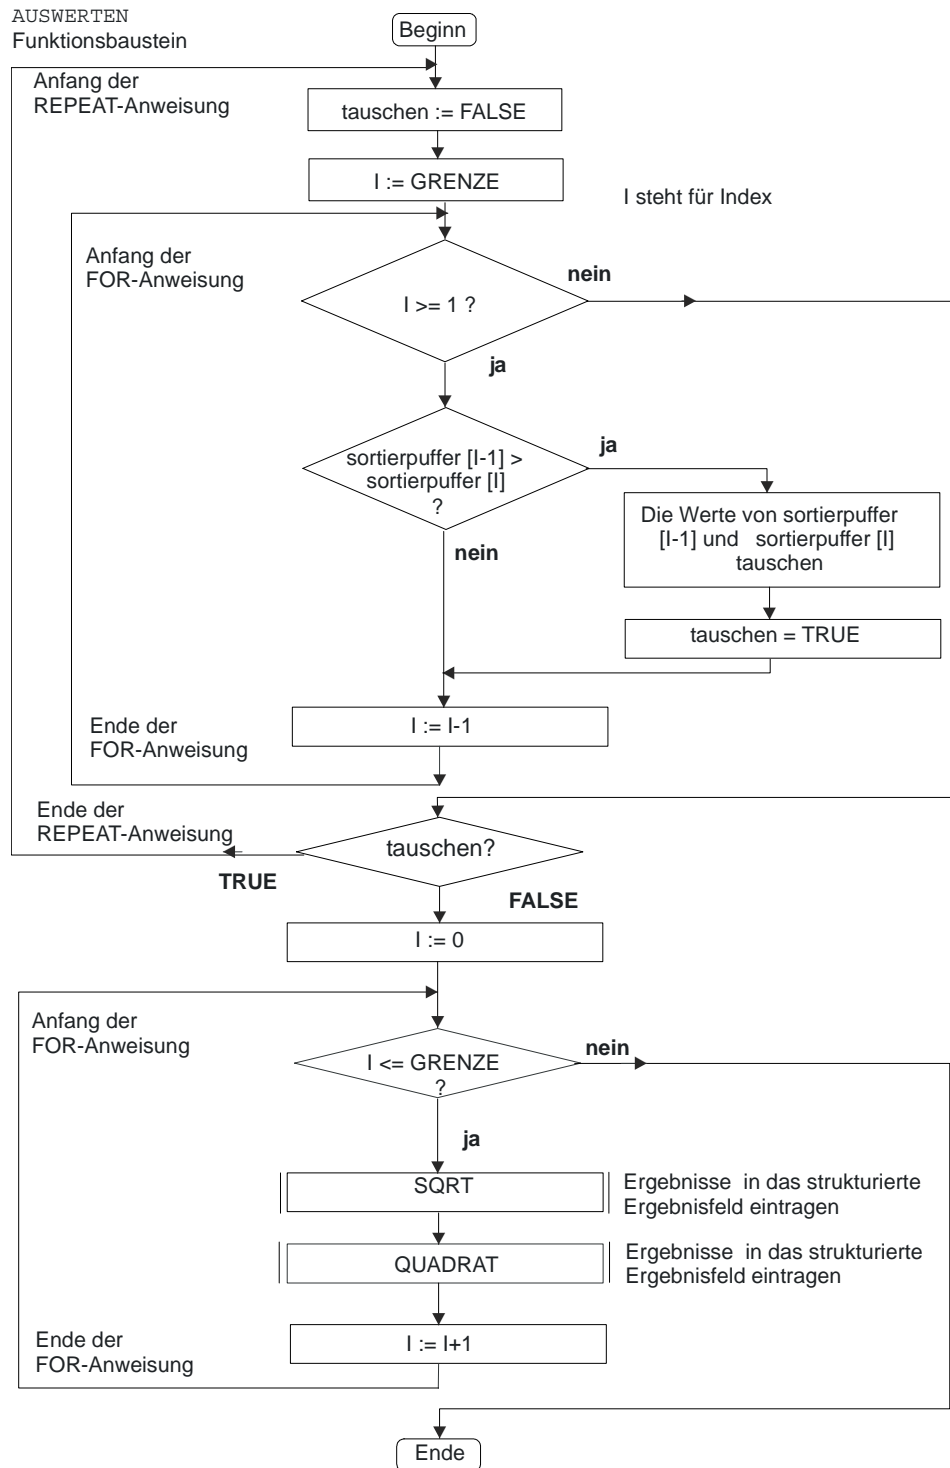 AUSWERTEN
Funktionsbaustein
Beginn
Anfang der
REPEAT-Anweisung
tauschen := FALSE
I := GRENZE
I steht für Index
Anfang der
FOR-Anweisung
nein
I >= 1 ?
ja
sortierpuffer [I-1] >
sortierpuffer [I]
?
ja
nein
Die Werte von sortierpuffer
[I-1] und sortierpuffer [I]
tauschen
tauschen = TRUE
Ende der
FOR-Anweisung
I := I-1
Ende der
REPEAT-Anweisung
tauschen?
TRUE
FALSE
I := 0
Anfang der
FOR-Anweisung
I <= GRENZE
?
nein
ja
SQRT
Ergebnisse in das strukturierte
Ergebnisfeld eintragen
QUADRAT
Ergebnisse in das strukturierte
Ergebnisfeld eintragen
Ende der
FOR-Anweisung
I := I+1
Ende